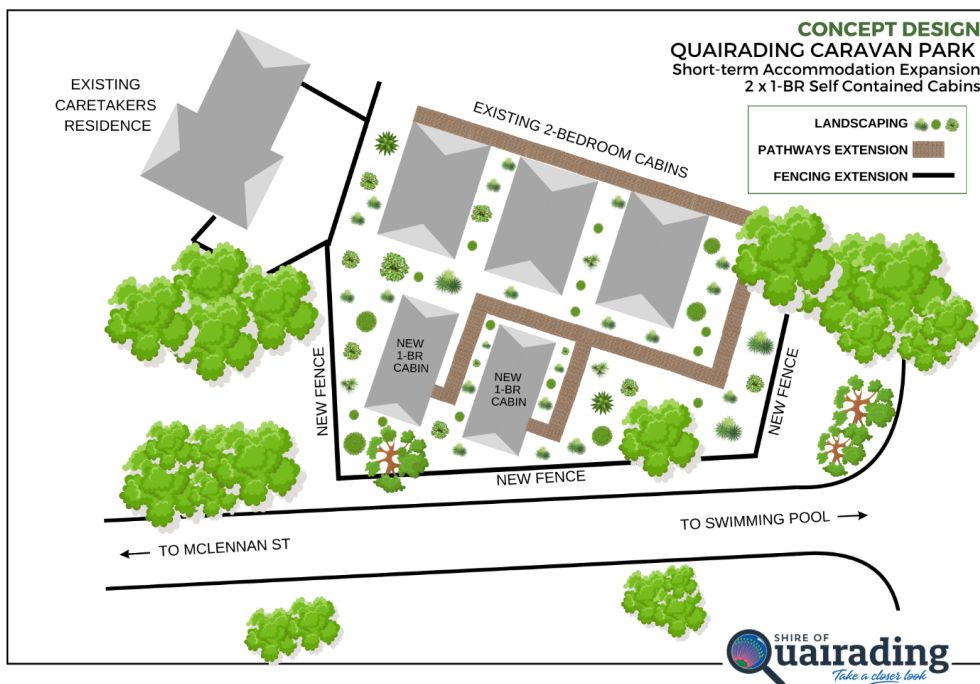 CONCEPT DESIGN
QUAIRADING CARAVAN PARK
Short-term Accommodation Expansion
2 x 1-BR Self Contained Cabins
LANDSCAPING
PATHWAYS EXTENSION
FENCING EXTENSION
EXISTING
CARETAKERS
RESIDENCE
EXISTING 2-BEDROOM CABINS
NEW
1-BR
CABIN
NEW
1-BR
CABIN
NEW FENCE
NEW FENCE
NEW FENCE
TO SWIMMING POOL
TO MCLENNAN ST
SHIRE OF
Quairading
Take a closer look